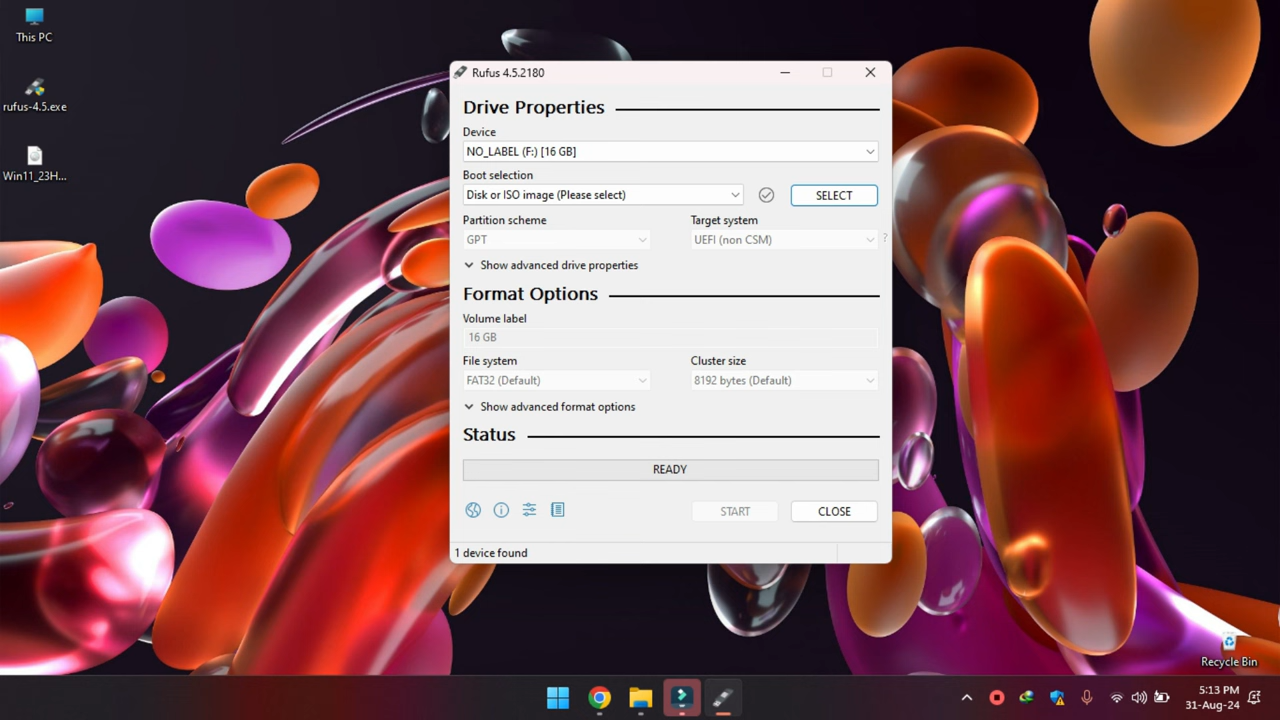 This PC
rufus-4.5.exe
Win11_23H...
Rufus 4.5.2180
Drive Properties
Device
NO_LABEL (F:) [16 GB]
Boot selection
Disk or ISO image (Please select)
SELECT
Partition scheme
Target system
GPT
UEFI (non CSM)
?
Show advanced drive properties
Format Options
Volume label
16 GB
File system
Cluster size
FAT32 (Default)
8192 bytes (Default)
Show advanced format options
Status
READY
START
CLOSE
1 device found
Recycle Bin
5:13 PM
31-Aug-24